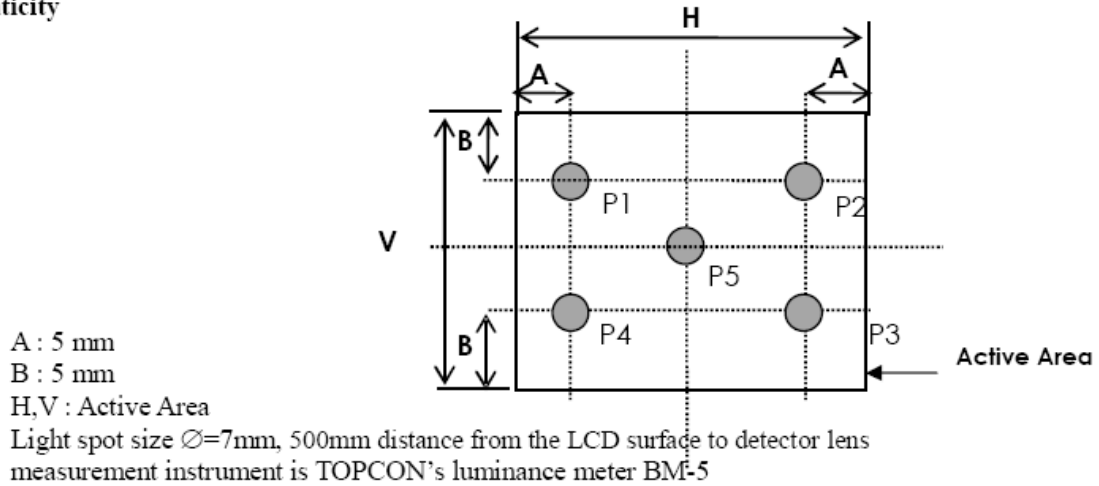 ticity
H
A
A
B
P1
P2
V
P5
B
P4
P3
Active Area
A : 5 mm
B : 5 mm
H,V : Active Area
Light spot size ∅=7mm, 500mm distance from the LCD surface to detector lens
measurement instrument is TOPCON's luminance meter BM-5